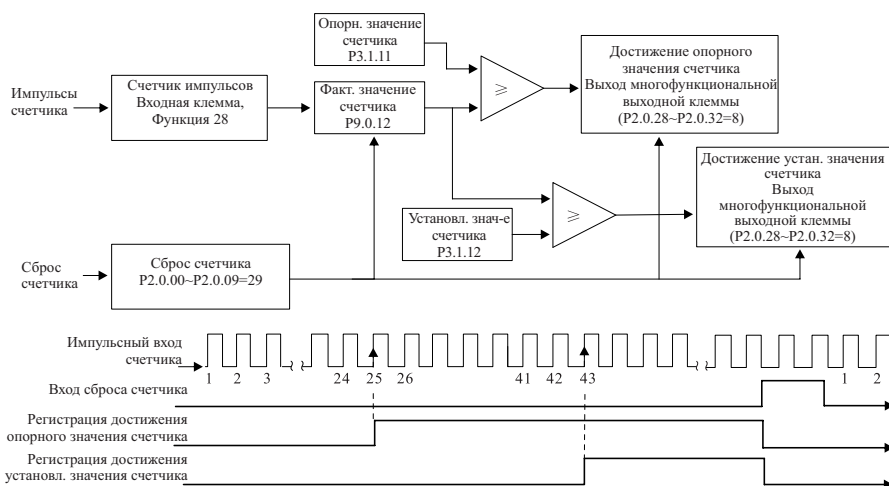 Опорн. значение
счетчика
P3.1.11
Импульсы
счетчика
Счетчик импульсов
Входная клемма,
Функция 28
Факт. значение
счетчика
P9.0.12
≥
Достижение опорного
значения счетчика
Выход многофункциональной
выходной клеммы
(P2.0.28~P2.0.32=8)
Установл. знач-е
счетчика
P3.1.12
≥
Достижение устан. значения
счетчика
Выход
многофункциональной
выходной клеммы
(P2.0.28~P2.0.32=8)
Сброс
счетчика
Сброс счетчика
P2.0.00~P2.0.09=29
Импульсный вход
счетчика
1 2 3 24 25 26 41 42 43 1 2
Вход сброса счетчика
Регистрация достижения
опорного значения счетчика
Регистрация достижения
установл. значения счетчика